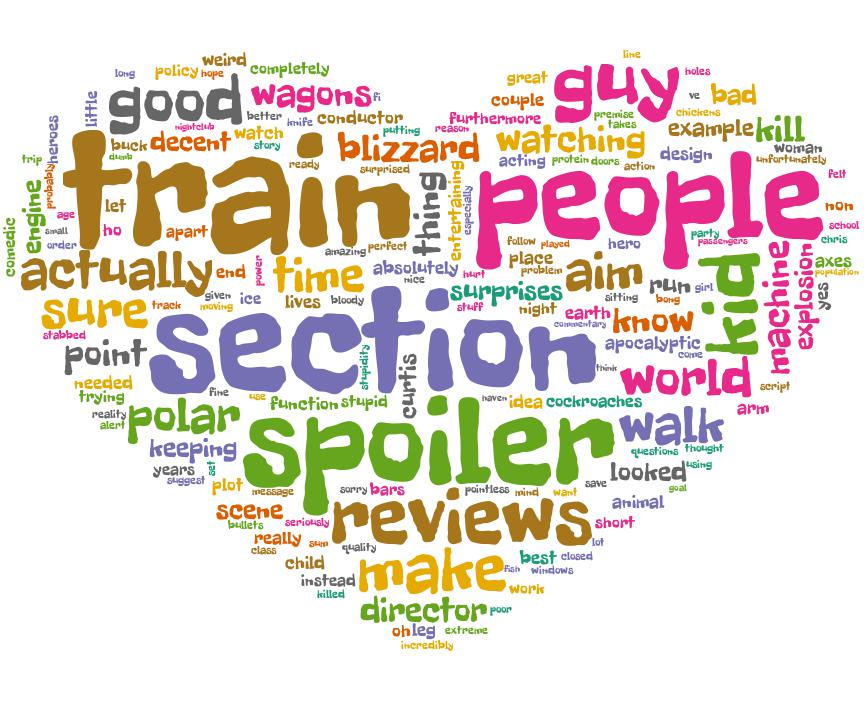 line
weird
long
policy
hope
completely
great
guy
holes
good
wagons
fi
couple
ve
bad
little
better
nightclub
knife
conductor
furthermore
premise
takes
chickens
example
kill
heroes
buck
decent
watch
story
putting
reason
blizzard
watching
woman
trip
dumb
train
ready
surprised
acting
protein
doors
action
design
unfortunately
probably
engine
age
let
thing
entertaining
especially
people
felt
non
small
ho
apart
school
comedic
order
amazing
perfect
follow
played
hero
party
passengers
chris
actually
end
power
time
absolutely
nice
hurt
place
problem
aim
kid
machine
explosion
axes
population
yes
sure
track
given
moving
ice
lives
bloody
surprises
stuff
sitting
run
girl
bong
night
earth
know
stabbed
section
commentary
apocalyptic
come
point
stupidity
curtis
think
world
script
needed
trying
fine
use
function
stupid
haven
idea
cockroaches
arm
reality
alert
polar
spoiler
walk
keeping
questions
thought
years
set
suggest
looked
using
plot
message
sorry
bars
pointless
mind
want
save
goal
scene
bullets
seriously
reviews
animal
short
really
sum
class
quality
lot
child
instead
killed
make
best
closed
fish
windows
work
director
poor
oh
leg
extreme
incredibly